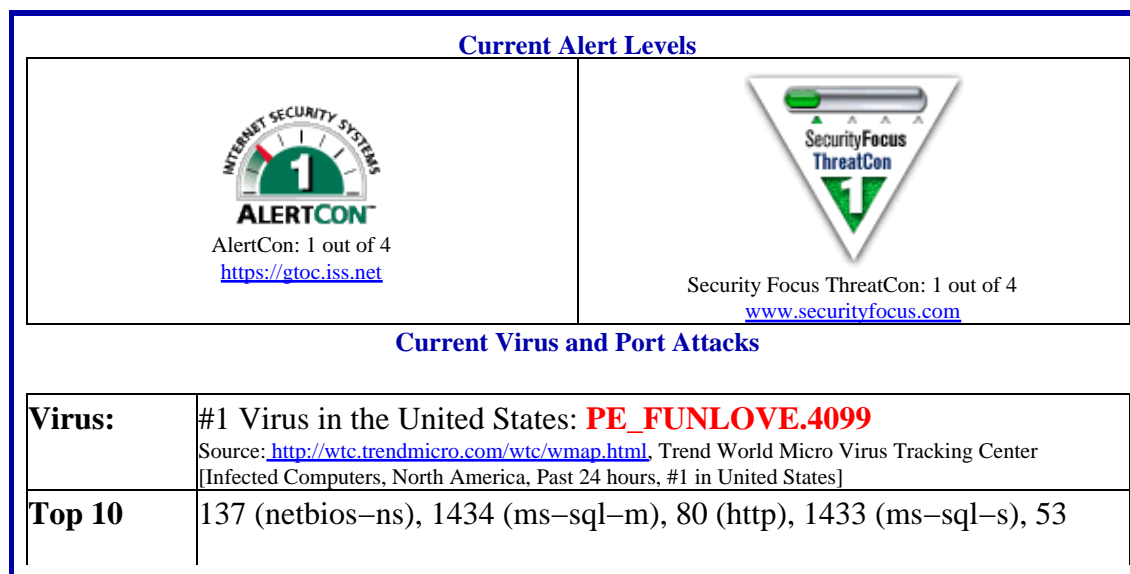 Current Alert Levels
INTERNET SECURITY SYSTEMS
1
ALERTCON™
AlertCon: 1 out of 4
https://gtoc.iss.net
SecurityFocus
ThreatCon
1
Security Focus ThreatCon: 1 out of 4
www.securityfocus.com
Current Virus and Port Attacks
Virus: #1 Virus in the United States: PE_FUNLOVE.4099
Source: http://wtc.trendmicro.com/wtc/wmap.html, Trend World Micro Virus Tracking Center
[Infected Computers, North America, Past 24 hours, #1 in United States]
Top 10 137 (netbios−ns), 1434 (ms−sql−m), 80 (http), 1433 (ms−sql−s), 53